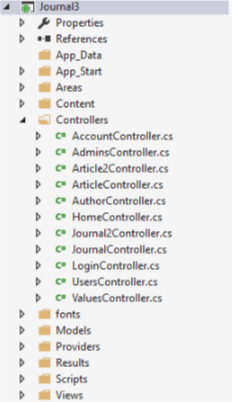 Journal3
Properties
References
App_Data
App_Start
Areas
Content
Controllers
AccountController.cs
AdminsController.cs
Article2Controller.cs
ArticleController.cs
AuthorController.cs
HomeController.cs
Journal2Controller.cs
JournalController.cs
LoginController.cs
UsersController.cs
ValuesController.cs
fonts
Models
Providers
Results
Scripts
Views